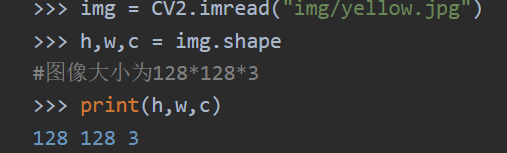 >>> img = CV2.imread("img/yellow.jpg")
>>> h,w,c = img.shape
#图像大小为128*128*3
>>> print(h,w,c)
128 128 3